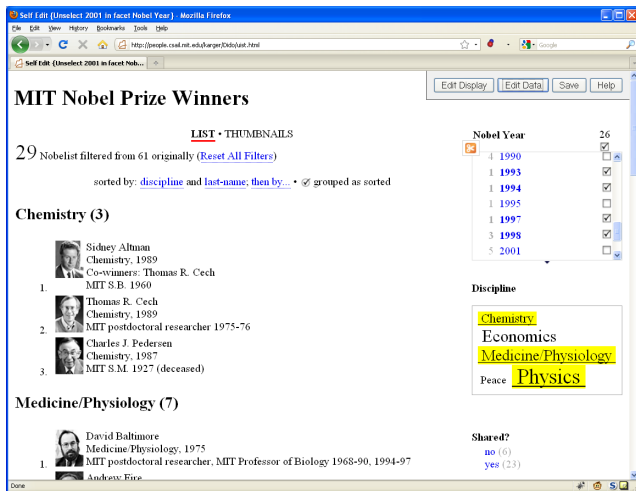 Self Edit {Unselect 2001 in facet Nobel Year} - Mozilla Firefox
File Edit View History Bookmarks Tools Help
http://people.csail.mit.edu/karger/Dido/uist.html
Google
Self Edit {Unselect 2001 in facet Nob...
Edit Display Edit Data Save Help
MIT Nobel Prize Winners
LIST • THUMBNAILS
29 Nobelist filtered from 61 originally (Reset All Filters)
sorted by: discipline and last-name; then by... • grouped as sorted
Chemistry (3)
Sidney Altman
Chemistry, 1989
Co-winners: Thomas R. Cech
1. MIT S.B. 1960
Thomas R. Cech
Chemistry, 1989
2. MIT postdoctoral researcher 1975-76
Charles J. Pedersen
Chemistry, 1987
3. MIT S.M. 1927 (deceased)
Medicine/Physiology (7)
David Baltimore
Medicine/Physiology, 1975
1. MIT postdoctoral researcher, MIT Professor of Biology 1968-90, 1994-97
Andrew Fire
Nobel Year 26
4 1990
1 1993
1 1994
1 1995
1 1997
3 1998
5 2001
Discipline
Chemistry
Economics
Medicine/Physiology
Peace Physics
Shared?
no (6)
yes (23)
Done